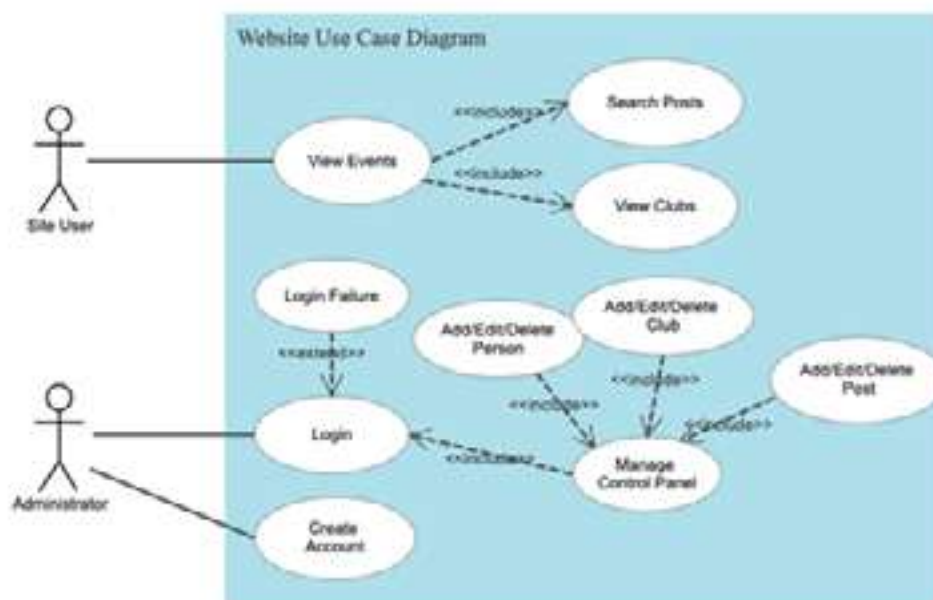 Website Use Case Diagram
Search Posts
<<include>>
View Events
<<include>>
View Clubs
Site User
Login Failure
Add/Edit/Delete
Club
Add/Edit/Delete
Person
<<extend>>
Add/Edit/Delete
Post
<<include>>
<<include>>
<<include>>
Login
<<include>>
Manage
Control Panel
Administrator
Create
Account